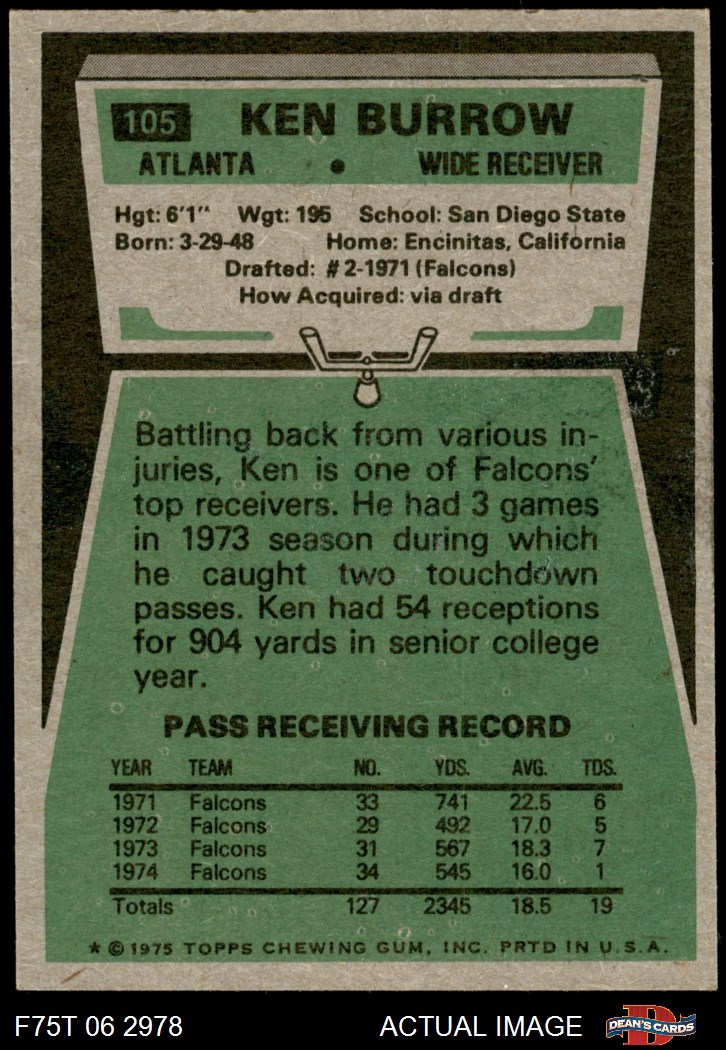 105 KEN BURROW
ATLANTA • WIDE RECEIVER
Hgt: 6'1" Wgt: 195 School: San Diego State
Born: 3-29-48 Home: Encinitas, California
Drafted: #2-1971 (Falcons)
How Acquired: via draft
Battling back from various in-
juries, Ken is one of Falcons'
top receivers. He had 3 games
in 1973 season during which
he caught two touchdown
passes. Ken had 54 receptions
for 904 yards in senior college
year.
PASS RECEIVING RECORD
YEAR TEAM NO. YDS. AVG. TDS.
1971 Falcons 33 741 22.5 6
1972 Falcons 29 492 17.0 5
1973 Falcons 31 567 18.3 7
1974 Falcons 34 545 16.0 1
Totals 127 2345 18.5 19
* © 1975 TOPPS CHEWING GUM, INC. PRTD IN U.S.A.
F75T 06 2978 ACTUAL IMAGE D DEAN'S CARDS